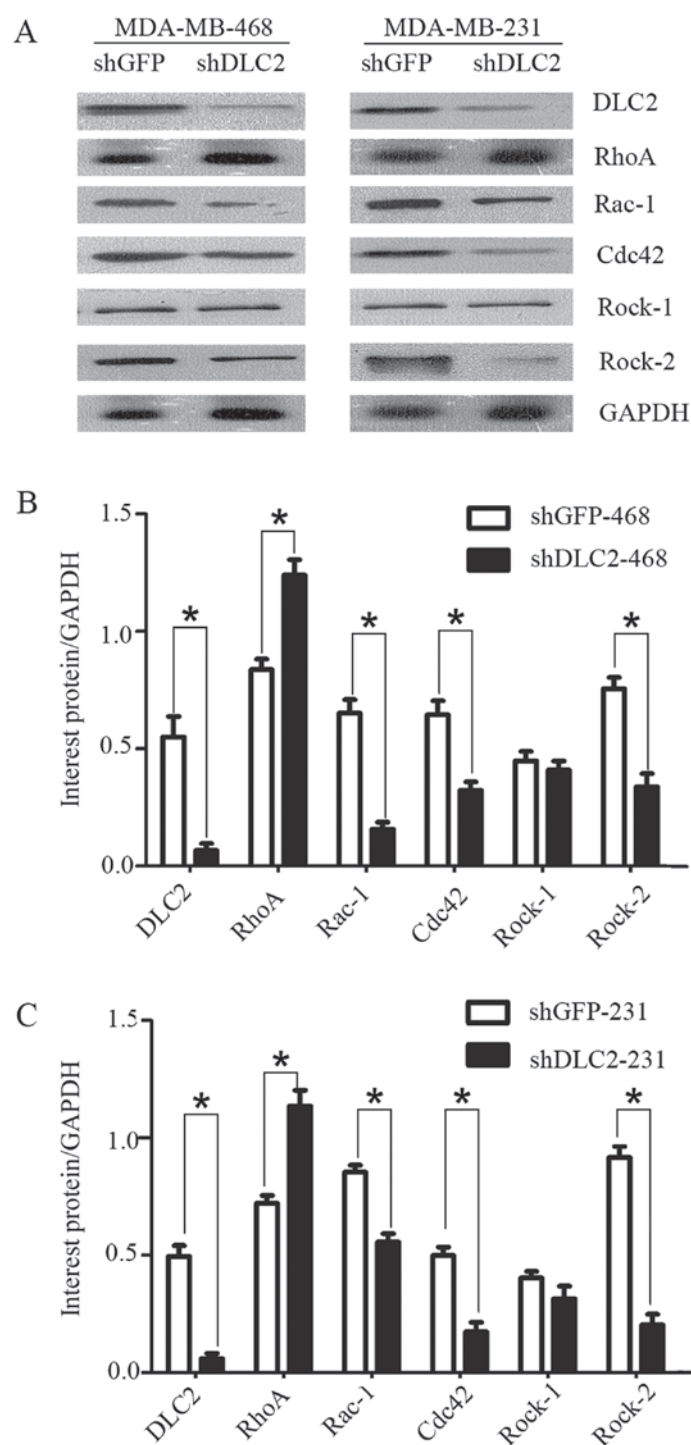 A
MDA-MB-468
MDA-MB-231
shGFP shDLC2
shGFP shDLC2
DLC2
RhoA
Rac-1
Cdc42
Rock-1
Rock-2
GAPDH
B
Interest protein/GAPDH
1.5
1.0
0.5
0.0
shGFP-468
shDLC2-468
* * * * *
DLC2 RhoA Rac-1 Cdc42 Rock-1 Rock-2
C
Interest protein/GAPDH
1.5
1.0
0.5
0.0
shGFP-231
shDLC2-231
* * * * *
DLC2 RhoA Rac-1 Cdc42 Rock-1 Rock-2